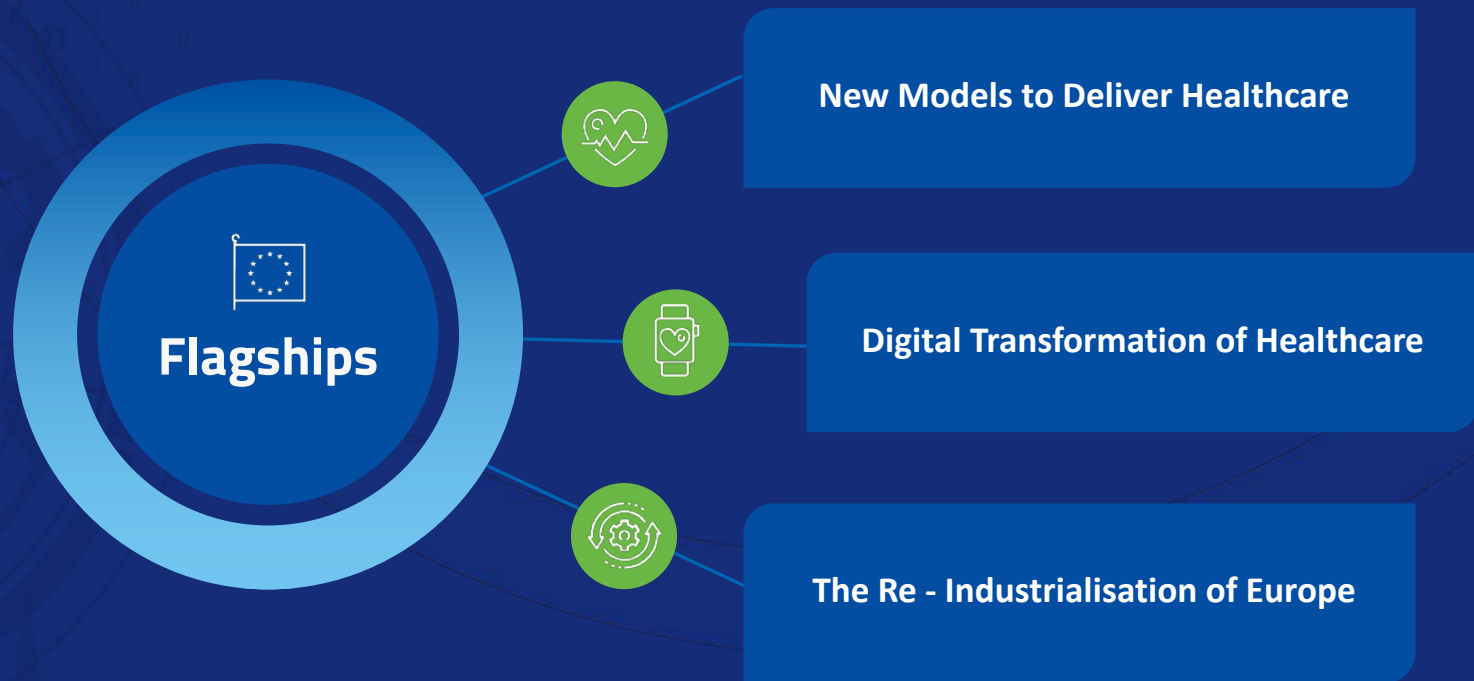 Flagships
New Models to Deliver Healthcare
Digital Transformation of Healthcare
The Re - Industrialisation of Europe